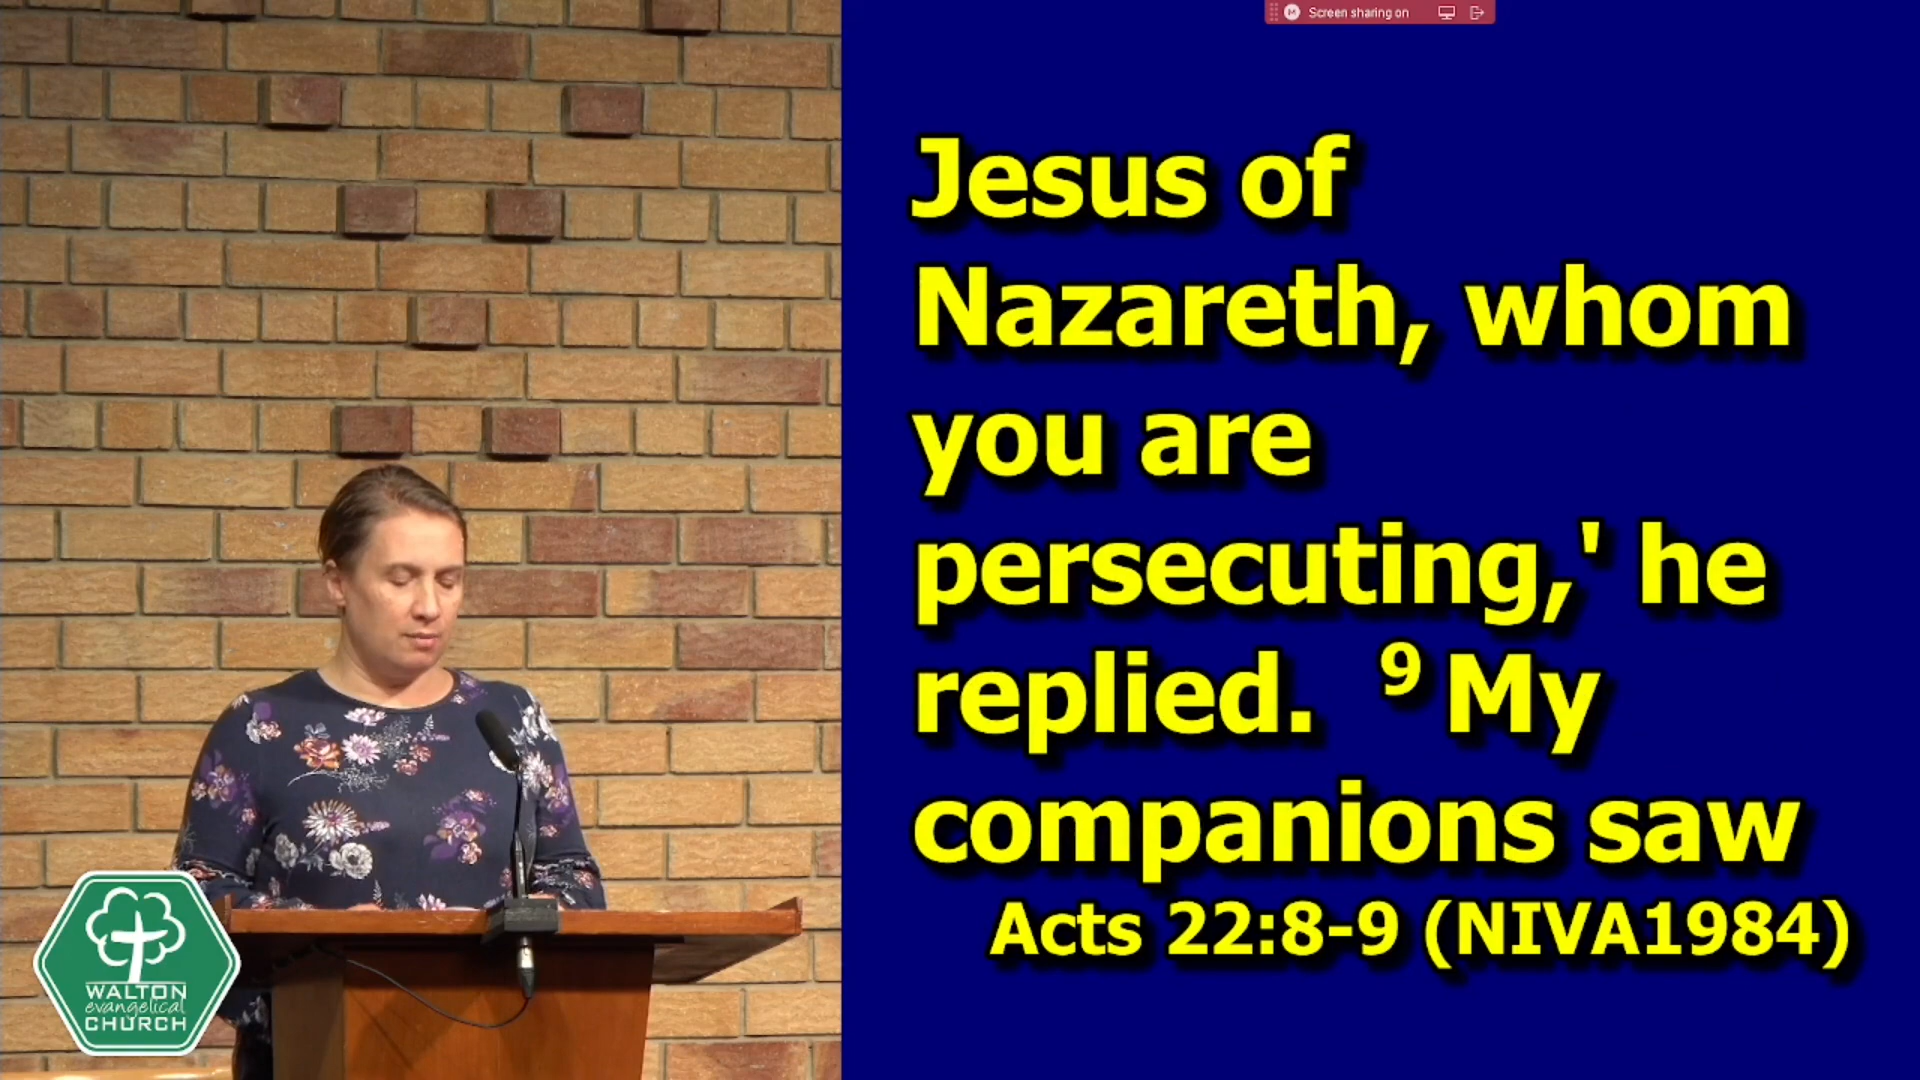 Screen sharing on
Jesus of
Nazareth, whom
you are
persecuting,' he
replied. 9 My
companions saw
Acts 22:8-9 (NIVA1984)
WALTON
evangelical
CHURCH